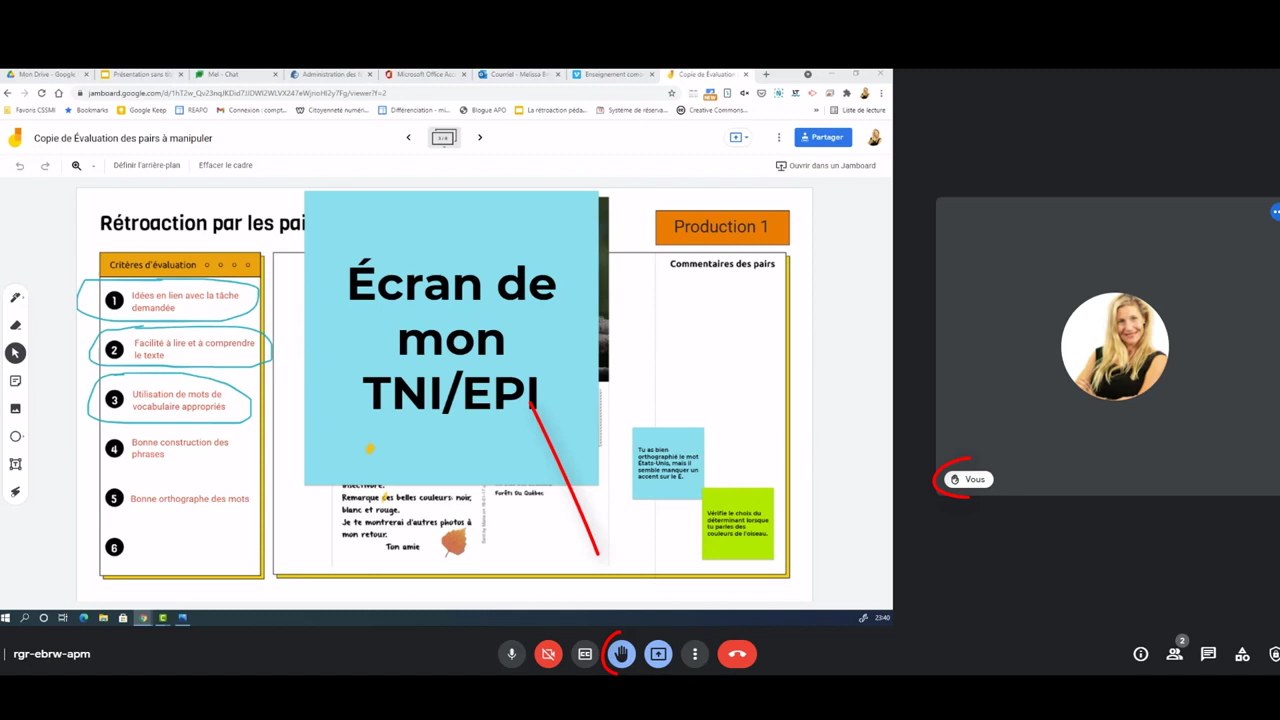 Mon Drive - Google
Présentation sans tit
Mel - Chat
Administration des f
Microsoft Office
Courriel - Melissa B
Enseignement com
Copie de Évaluation
jamboard.google.com
viewer?f=2
Favoris CSSMI
Bookmarks
Google Keep
REAPO
Connexion : compt...
Citoyenneté numéri...
Différenciation - mi...
Blogue APO
La rétroaction péda...
Système de réserva...
Creative Commons...
Liste de lecture
Copie de Évaluation des pairs à manipuler
Partager
Définir l'arrière-plan
Effacer le cadre
Ouvrir dans un Jamboard
Rétroaction par les pai
Production 1
Critères d'évaluation
Commentaires des pairs
1 Idées en lien avec la tâche
demandée
2 Facilité à lire et à comprendre
le texte
3 Utilisation de mots de
vocabulaire appropriés
4 Bonne construction des
phrases
5 Bonne orthographe des mots
6
Écran de
mon
TNI/EPI
Remarque les belles couleurs: noir,
blanc et rouge.
Je te montrerai d'autres photos à
mon retour.
Ton amie
Forêts Du Québec
Tu as bien
orthographié le mot
États-Unis, mais il
semble manquer un
accent sur le E.
Vérifie le choix du
déterminant lorsque
tu parles des
couleurs de l'oiseau.
Vous
23:40
rgr-ebrw-apm
2